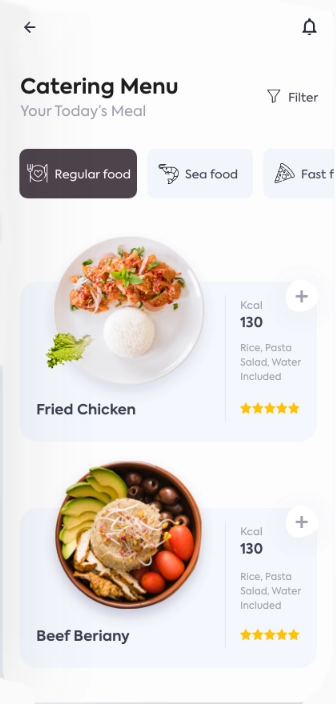 Catering Menu
Your Today's Meal
Filter
Regular food
Sea food
Fast f
Kcal
130
Rice, Pasta
Salad, Water
Included
Fried Chicken
Kcal
130
Rice, Pasta
Salad, Water
Included
Beef Beriany